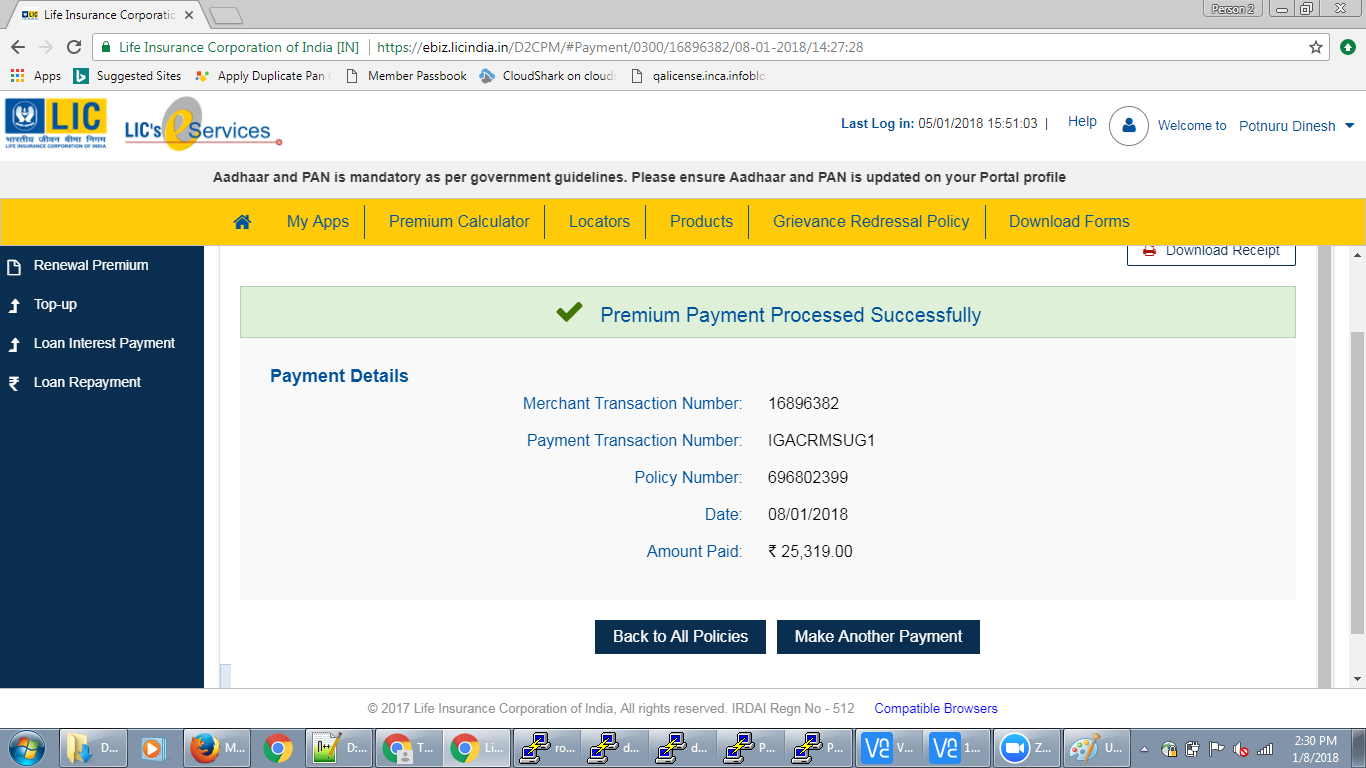 Life Insurance Corporatio
Person 2
Life Insurance Corporation of India [IN] https://ebiz.licindia.in/D2CPM/#Payment/0300/16896382/08-01-2018/14:27:28
Apps Suggested Sites Apply Duplicate Pan Member Passbook CloudShark on cloud qalicense.inca.infoblo
LIC
भारतीय जीवन बीमा निगम
LIFE INSURANCE CORPORATION OF INDIA
LIC's eServices
Last Log in: 05/01/2018 15:51:03 | Help Welcome to Potnuru Dinesh
Aadhaar and PAN is mandatory as per government guidelines. Please ensure Aadhaar and PAN is updated on your Portal profile
My Apps Premium Calculator Locators Products Grievance Redressal Policy Download Forms
Renewal Premium
Top-up
Loan Interest Payment
₹ Loan Repayment
Download Receipt
Premium Payment Processed Successfully
Payment Details
Merchant Transaction Number: 16896382
Payment Transaction Number: IGACRMSUG1
Policy Number: 696802399
Date: 08/01/2018
Amount Paid: ₹ 25,319.00
Back to All Policies Make Another Payment
© 2017 Life Insurance Corporation of India, All rights reserved. IRDAI Regn No - 512 Compatible Browsers
D... M... D:... T... Li... ro... d... d... P... P... V... 1... Z... U... 2:30 PM
1/8/2018